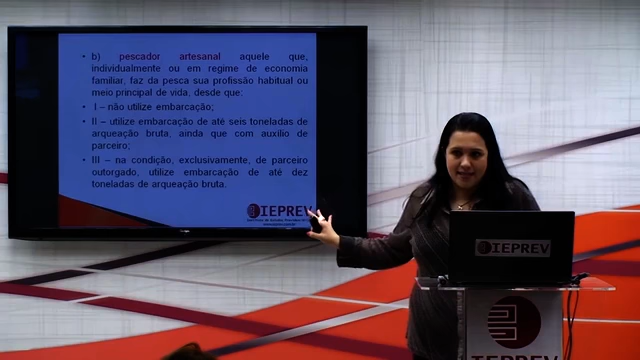 • b) pescador artesanal aquele que,
individualmente ou em regime de economia
familiar, faz da pesca sua profissão habitual ou
meio principal de vida, desde que:
• I – não utilize embarcação;
• II – utilize embarcação de até seis toneladas de
arqueação bruta, ainda que com auxílio de
parceiro;
• III – na condição, exclusivamente, de parceiro
outorgado, utilize embarcação de até dez
toneladas de arqueação bruta.
IEPREV
IEPREV
IEPREV